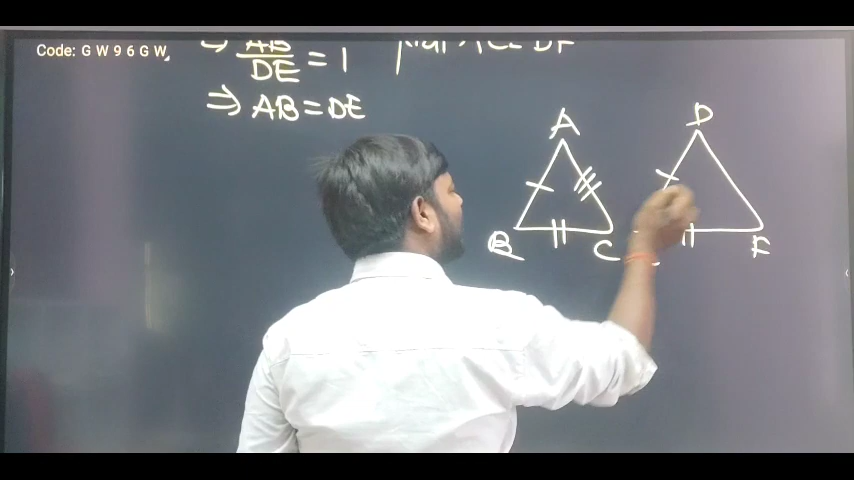 Code: G W 9 6 G W
⇒ AB/DE = 1
⇒ AB = DE
A
D
B
C
F